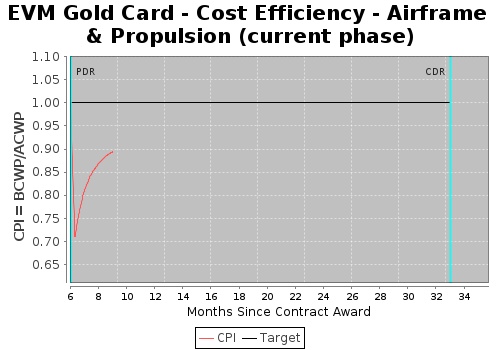 EVM Gold Card - Cost Efficiency - Airframe
& Propulsion (current phase)
CPI = BCWP/ACWP
1.10
1.05
1.00
0.95
0.90
0.85
0.80
0.75
0.70
0.65
PDR
CDR
6 8 10 12 14 16 18 20 22 24 26 28 30 32 34
Months Since Contract Award
CPI Target